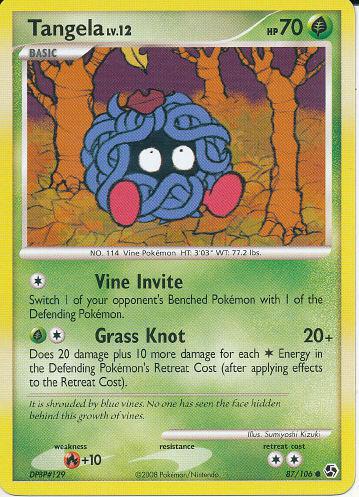 Tangela LV.12 HP 70
BASIC
NO. 114 Vine Pokémon HT: 3'03" WT: 77.2 lbs.
Vine Invite
Switch 1 of your opponent's Benched Pokémon with 1 of the
Defending Pokémon.
Grass Knot 20+
Does 20 damage plus 10 more damage for each Energy in
the Defending Pokémon's Retreat Cost (after applying effects
to the Retreat Cost).
It is shrouded by blue vines. No one has seen the face hidden
behind this growth of vines.
Illus. Sumiyoshi Kizuki
weakness resistance retreat cost
+10
DPBP#129 ©2008 Pokémon/Nintendo. 87/106